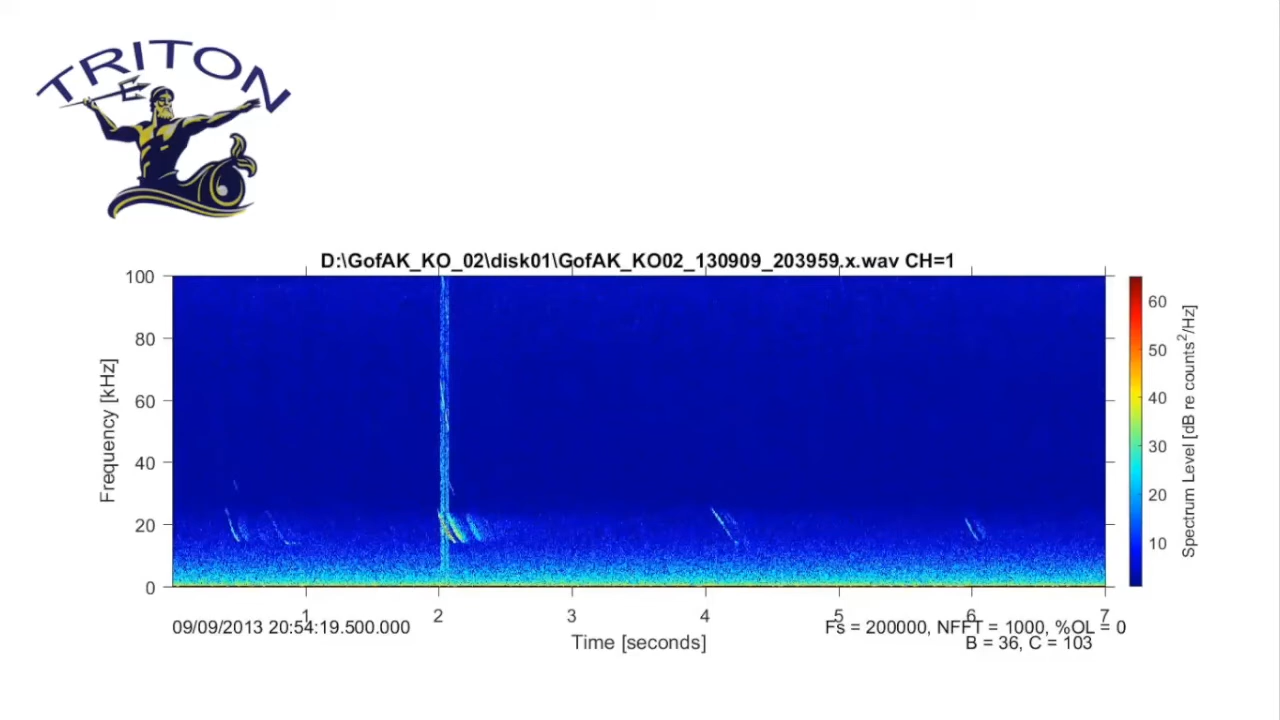 TRITON
D:\GofAK_KO_02\disk01\GofAK_KO02_130909_203959.x.wav CH=1
100
80
60
40
20
0
Frequency [kHz]
1 2 3 4 5 6 7
Time [seconds]
09/09/2013 20:54:19.500.000
Fs = 200000, NFFT = 1000, %OL = 0
B = 36, C = 103
60
50
40
30
20
10
Spectrum Level [dB re counts²/Hz]